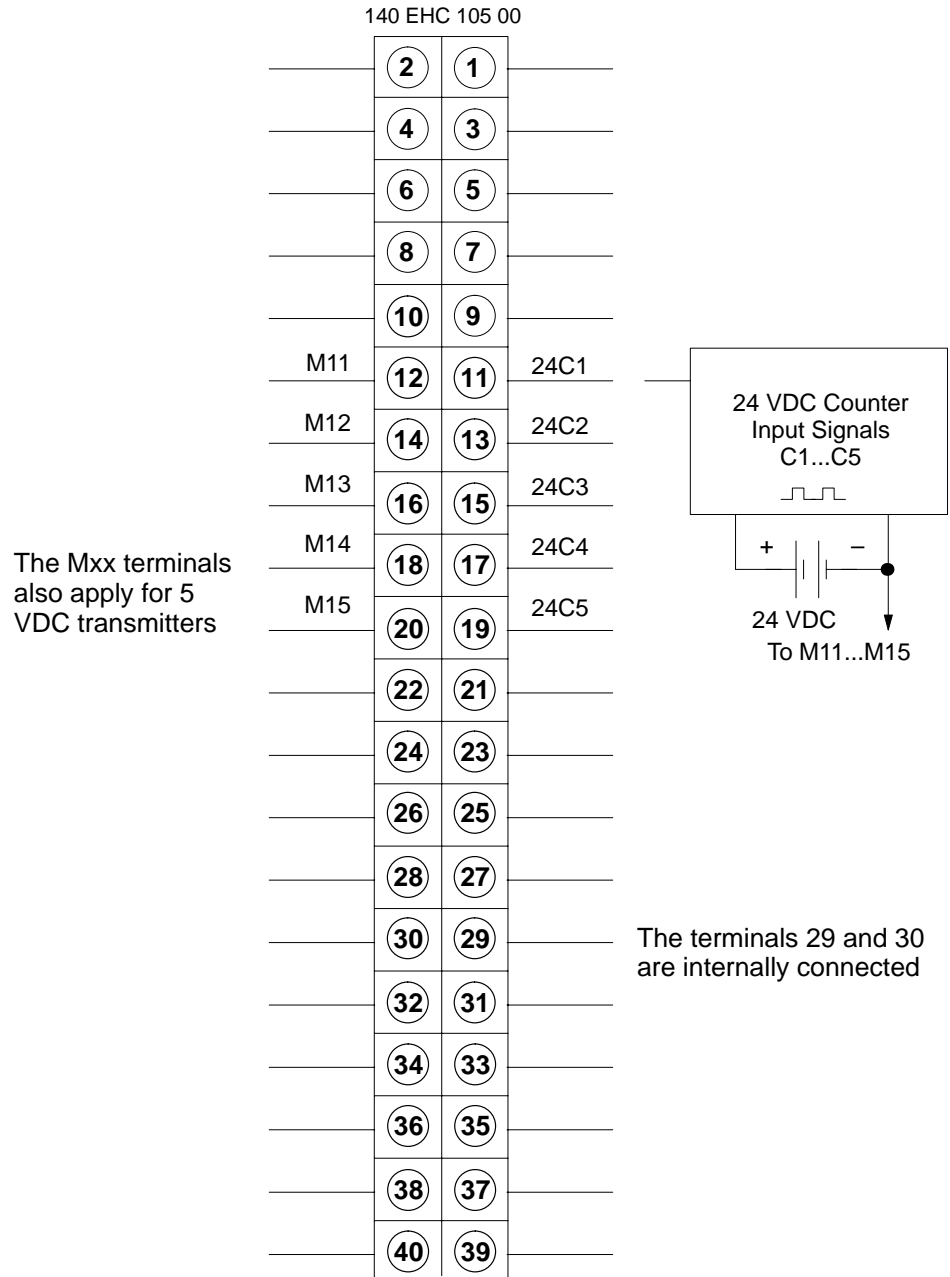 140 EHC 105 00
2 1
4 3
6 5
8 7
10 9
M11 12 11 24C1
M12 14 13 24C2
M13 16 15 24C3
M14 18 17 24C4
M15 20 19 24C5
22 21
24 23
26 25
28 27
30 29
32 31
34 33
36 35
38 37
40 39
The Mxx terminals
also apply for 5
VDC transmitters
24 VDC Counter
Input Signals
C1...C5
+ –
24 VDC
To M11...M15
The terminals 29 and 30
are internally connected